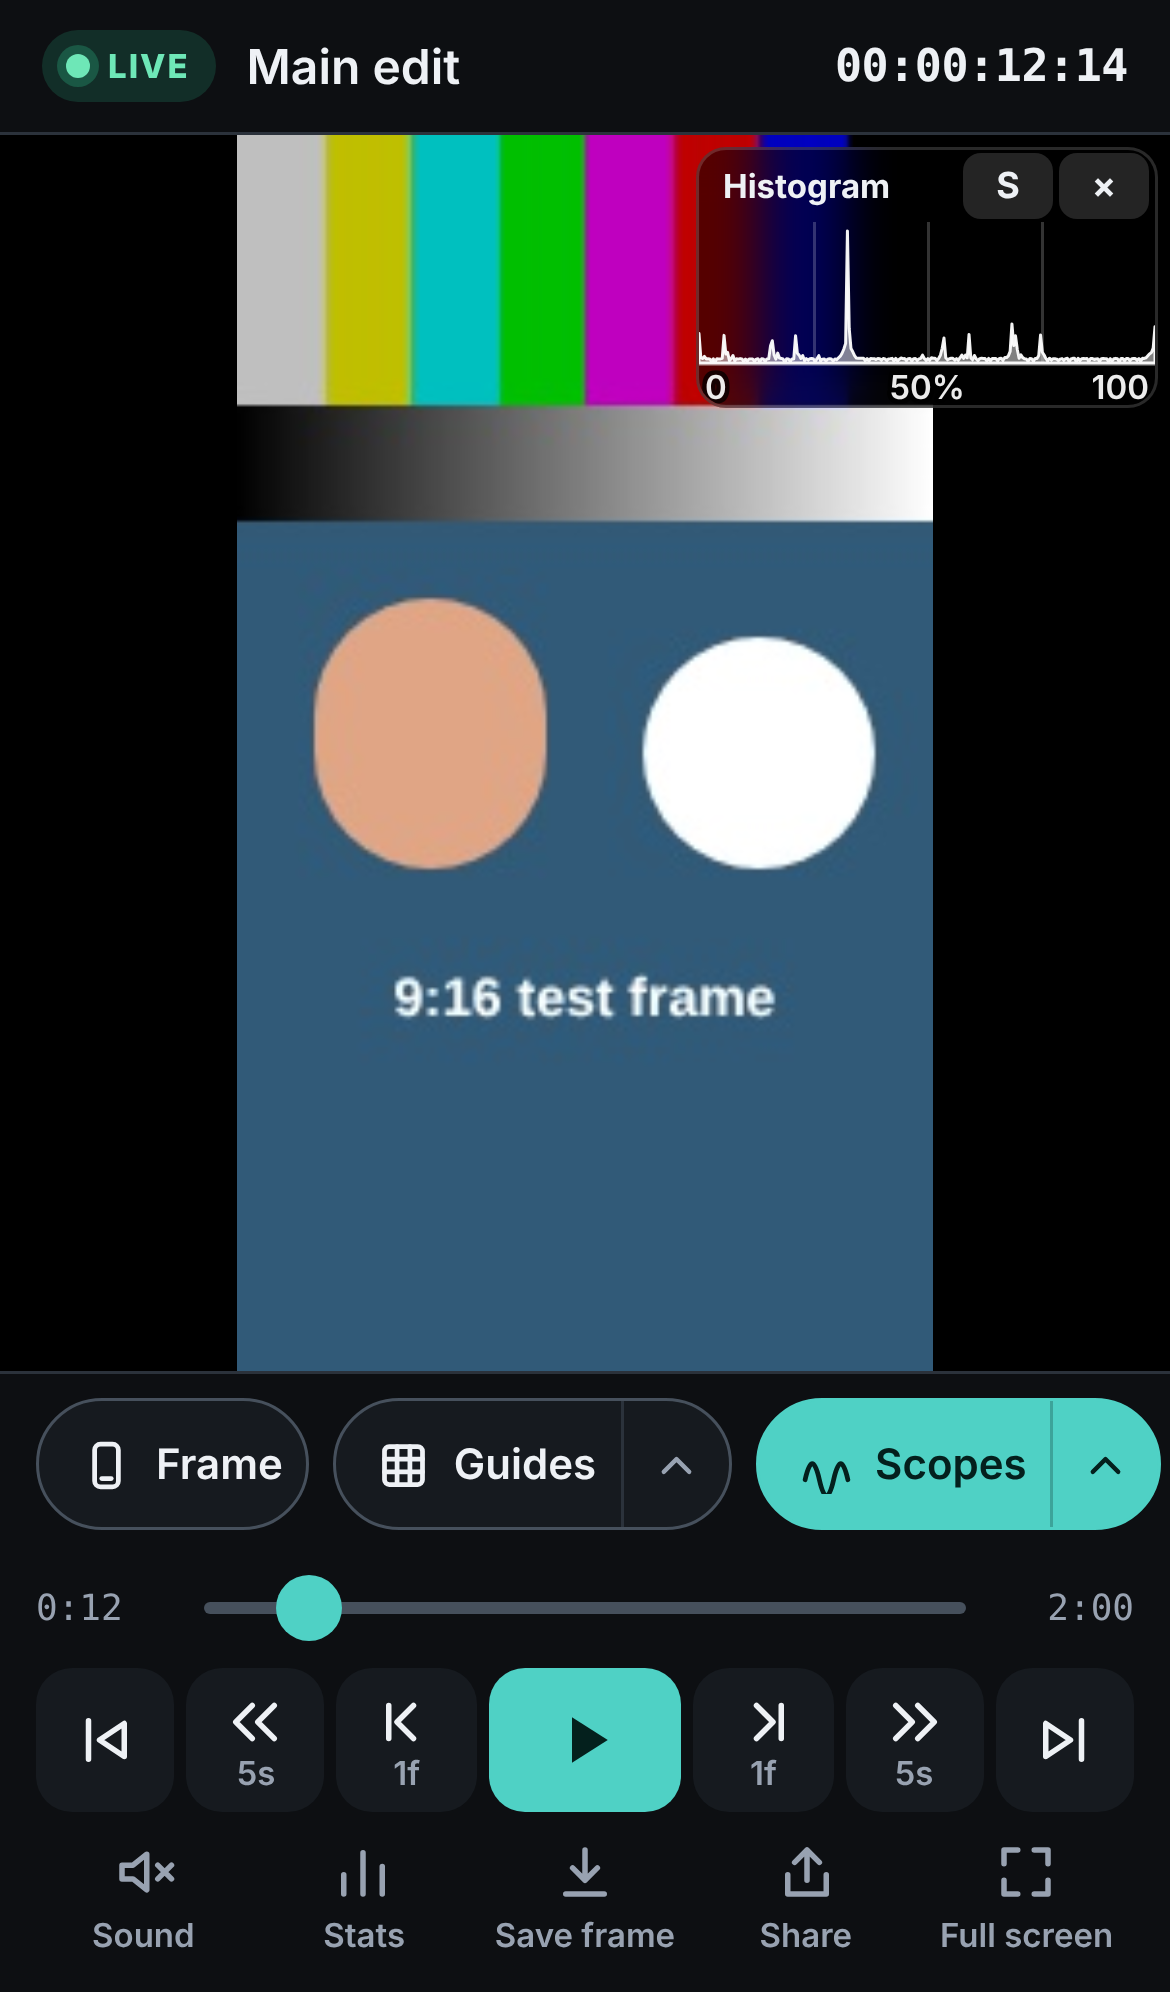 LIVE Main edit 00:00:12:14
Histogram S ×
0 50% 100
9:16 test frame
Frame Guides Scopes
0:12 2:00
5s 1f 1f 5s
Sound Stats Save frame Share Full screen